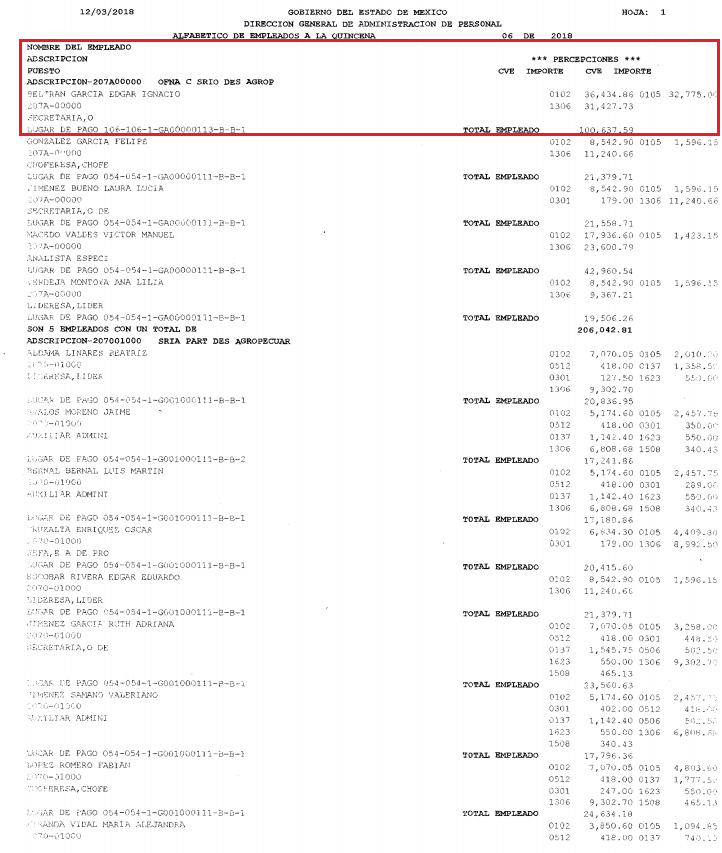 12/03/2018 GOBIERNO DEL ESTADO DE MEXICO HOJA: 1
DIRECCION GENERAL DE ADMINISTRACION DE PERSONAL
ALFABETICO DE EMPLEADOS A LA QUINCENA 06 DE 2018
NOMBRE DEL EMPLEADO
ADSCRIPCION *** PERCEPCIONES ***
PUESTO CVE IMPORTE CVE IMPORTE
ADSCRIPCION-207A00000 OFNA C SRIO DES AGROP
BELTRAN GARCIA EDGAR IGNACIO 0102 36,434.86 0105 32,775.00
207A-00000 1306 31,427.73
SECRETARIA,O
LUGAR DE PAGO 106-106-1-GA00000113-B-B-1 TOTAL EMPLEADO 100,637.59
GONZALEZ GARCIA FELIPE 0102 8,542.90 0105 1,596.15
207A-00000 1306 11,240.66
CHOFERESA,CHOFE
LUGAR DE PAGO 054-054-1-GA00000111-B-B-1 TOTAL EMPLEADO 21,379.71
JIMENEZ BUENO LAURA LUCIA 0102 8,542.90 0105 1,596.15
207A-00000 0301 179.00 1306 11,240.66
SECRETARIA,O DE
LUGAR DE PAGO 054-054-1-GA00000111-B-B-1 TOTAL EMPLEADO 21,558.71
MACEDO VALDES VICTOR MANUEL 0102 17,936.60 0105 1,423.15
207A-00000 1306 23,600.79
ANALISTA ESPECI
LUGAR DE PAGO 054-054-1-GA00000111-B-B-1 TOTAL EMPLEADO 42,960.54
VERDEJA MONTOYA ANA LILIA 0102 8,542.90 0105 1,596.15
207A-00000 1306 9,367.21
LIDERESA,LIDER
LUGAR DE PAGO 054-054-1-GA00000111-B-B-1 TOTAL EMPLEADO 19,506.26
SON 5 EMPLEADOS CON UN TOTAL DE 206,042.81
ADSCRIPCION-207001000 SRIA PART DES AGROPECUAR
ALDAMA LINARES BEATRIZ 0102 7,070.05 0105 2,010.20
2070-01000 0512 418.00 0137 1,358.50
LIDERESA,LIDER 0301 127.50 1623 550.00
1306 9,302.70
LUGAR DE PAGO 054-054-1-G001000111-B-B-1 TOTAL EMPLEADO 20,836.95
AVALOS MORENO JAIME 0102 5,174.60 0105 2,457.75
2070-01000 0512 418.00 0301 350.00
AUXILIAR ADMINI 0137 1,142.40 1623 550.00
1306 6,808.68 1508 340.43
LUGAR DE PAGO 054-054-1-G001000111-B-B-2 TOTAL EMPLEADO 17,241.86
BERNAL BERNAL LUIS MARTIN 0102 5,174.60 0105 2,457.75
2070-01000 0512 418.00 0301 289.00
AUXILIAR ADMINI 0137 1,142.40 1623 550.00
1306 6,808.68 1508 340.43
LUGAR DE PAGO 054-054-1-G001000111-B-B-1 TOTAL EMPLEADO 17,180.86
CRUZALTA ENRIQUEZ OSCAR 0102 6,834.30 0105 4,409.80
2070-01000 0301 179.00 1306 8,992.50
JEFA,E A DE PRO
LUGAR DE PAGO 054-054-1-G001000111-B-B-1 TOTAL EMPLEADO 20,415.60
ESCOBAR RIVERA EDGAR EDUARDO 0102 8,542.90 0105 1,596.15
2070-01000 1306 11,240.66
LIDERESA,LIDER
LUGAR DE PAGO 054-054-1-G001000111-B-B-1 TOTAL EMPLEADO 21,379.71
JIMENEZ GARCIA RUTH ADRIANA 0102 7,070.05 0105 3,258.00
2070-01000 0512 418.00 0301 448.50
SECRETARIA,O DE 0137 1,545.75 0506 502.50
1623 550.00 1306 9,302.70
1508 465.13
LUGAR DE PAGO 054-054-1-G001000111-B-B-1 TOTAL EMPLEADO 23,560.63
JIMENEZ SAMANO VALERIANO 0102 5,174.60 0105 2,457.75
2070-01000 0301 402.00 0512 418.00
AUXILIAR ADMINI 0137 1,142.40 0506 502.50
1623 550.00 1306 6,808.68
1508 340.43
LUGAR DE PAGO 054-054-1-G001000111-B-B-1 TOTAL EMPLEADO 17,796.36
LOPEZ ROMERO FABIAN 0102 7,070.05 0105 4,803.80
2070-01000 0512 418.00 0137 1,777.50
CHOFERESA,CHOFE 0301 247.00 1623 550.00
1306 9,302.70 1508 465.13
LUGAR DE PAGO 054-054-1-G001000111-B-B-1 TOTAL EMPLEADO 24,634.18
MIRANDA VIDAL MARIA ALEJANDRA 0102 3,850.60 0105 1,094.85
2070-01000 0512 418.00 0137 740.15